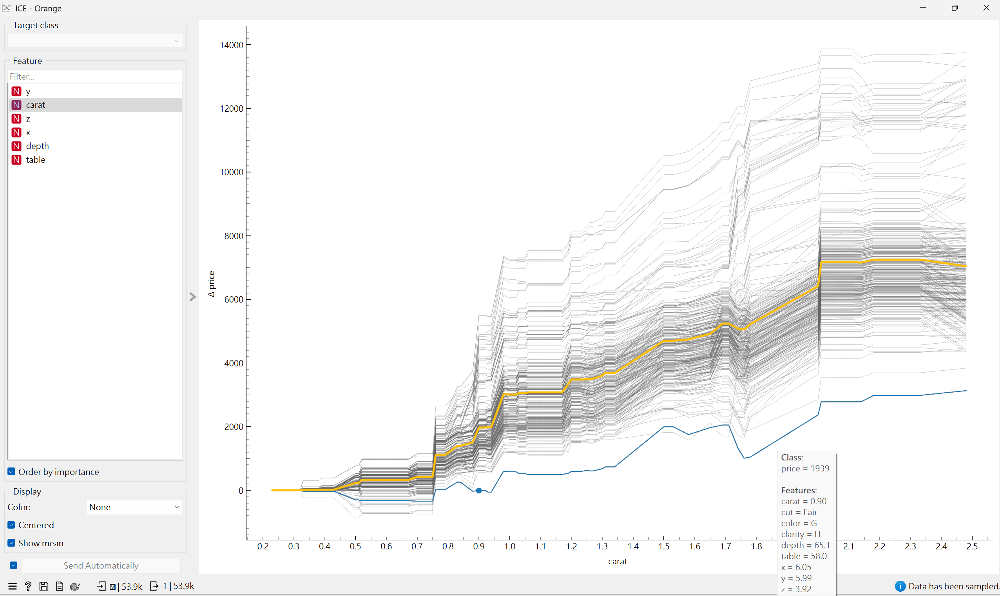 ICE - Orange
Target class
Feature
Filter...
N y
N carat
N z
N x
N depth
N table
Order by importance
Display
Color: None
Centered
Show mean
Send Automatically
M | 53.9k 1 | 53.9k
14000
12000
10000
8000
6000
4000
2000
0
Δ price
0.2 0.3 0.4 0.5 0.6 0.7 0.8 0.9 1.0 1.1 1.2 1.3 1.4 1.5 1.6 1.7 1.8 2.1 2.2 2.3 2.4 2.5
carat
Class:
price = 1939
Features:
carat = 0.90
cut = Fair
color = G
clarity = I1
depth = 65.1
table = 58.0
x = 6.05
y = 5.99
z = 3.92
i Data has been sampled.